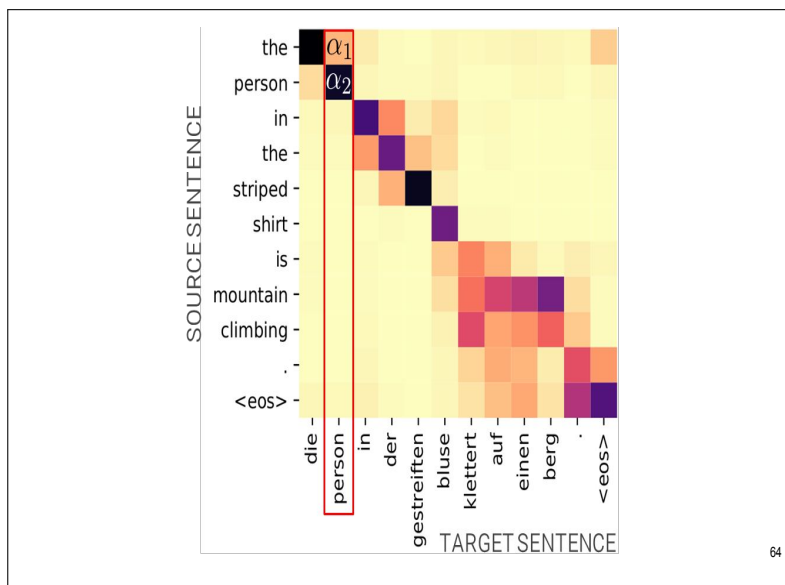 SOURCE SENTENCE
the
person
in
the
striped
shirt
is
mountain
climbing
.
<eos>
α1
α2
die
person
in
der
gestreiften
bluse
klettert
auf
einen
berg
.
<eos>
TARGET SENTENCE
64